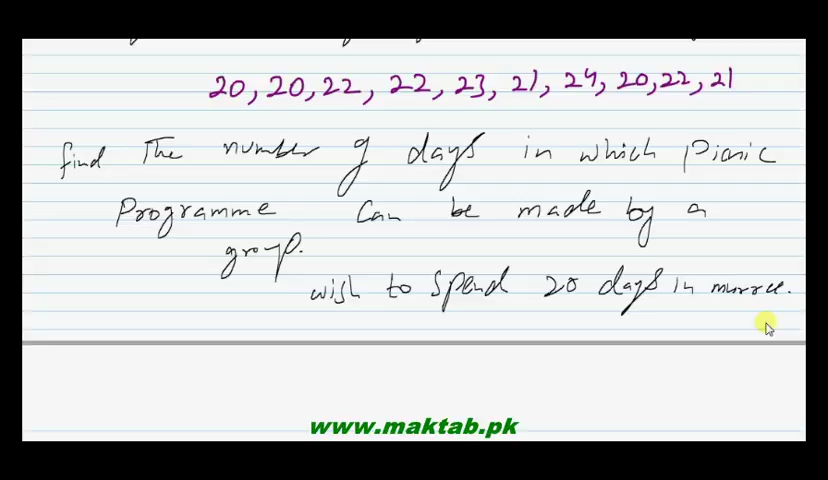 20, 20, 22, 22, 23, 21, 24, 20, 22, 21
find The number of days in which Picnic
Programme Can be made by a
group.
wish to spend 20 days in murree.
www.maktab.pk